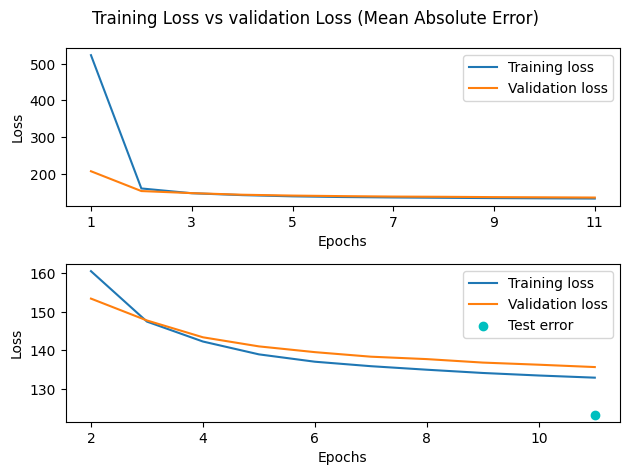 Training Loss vs validation Loss (Mean Absolute Error)
500
400
300
200
Loss
Training loss
Validation loss
1 3 5 7 9 11
Epochs
160
150
140
130
Loss
Training loss
Validation loss
Test error
2 4 6 8 10
Epochs